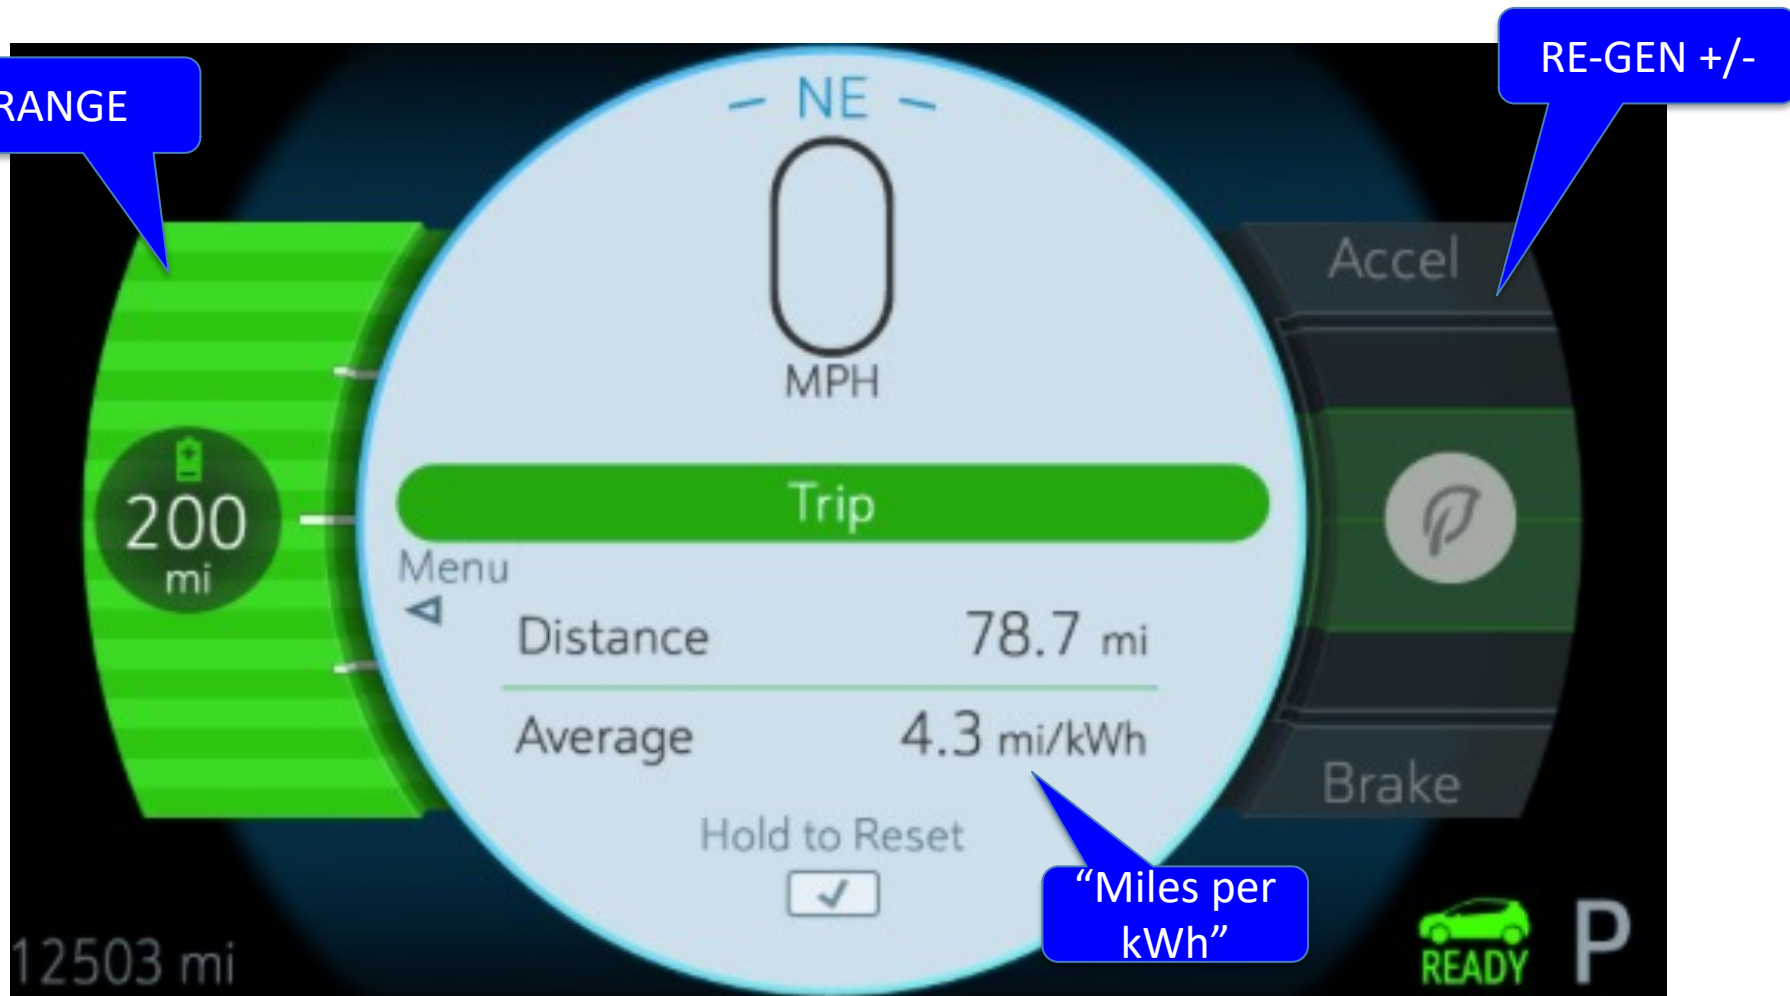 RE-GEN +/-
RANGE
– NE –
0
MPH
Accel
Trip
200
mi
Menu
Distance 78.7 mi
Average 4.3 mi/kWh
Brake
Hold to Reset
“Miles per
kWh”
12503 mi
READY
P